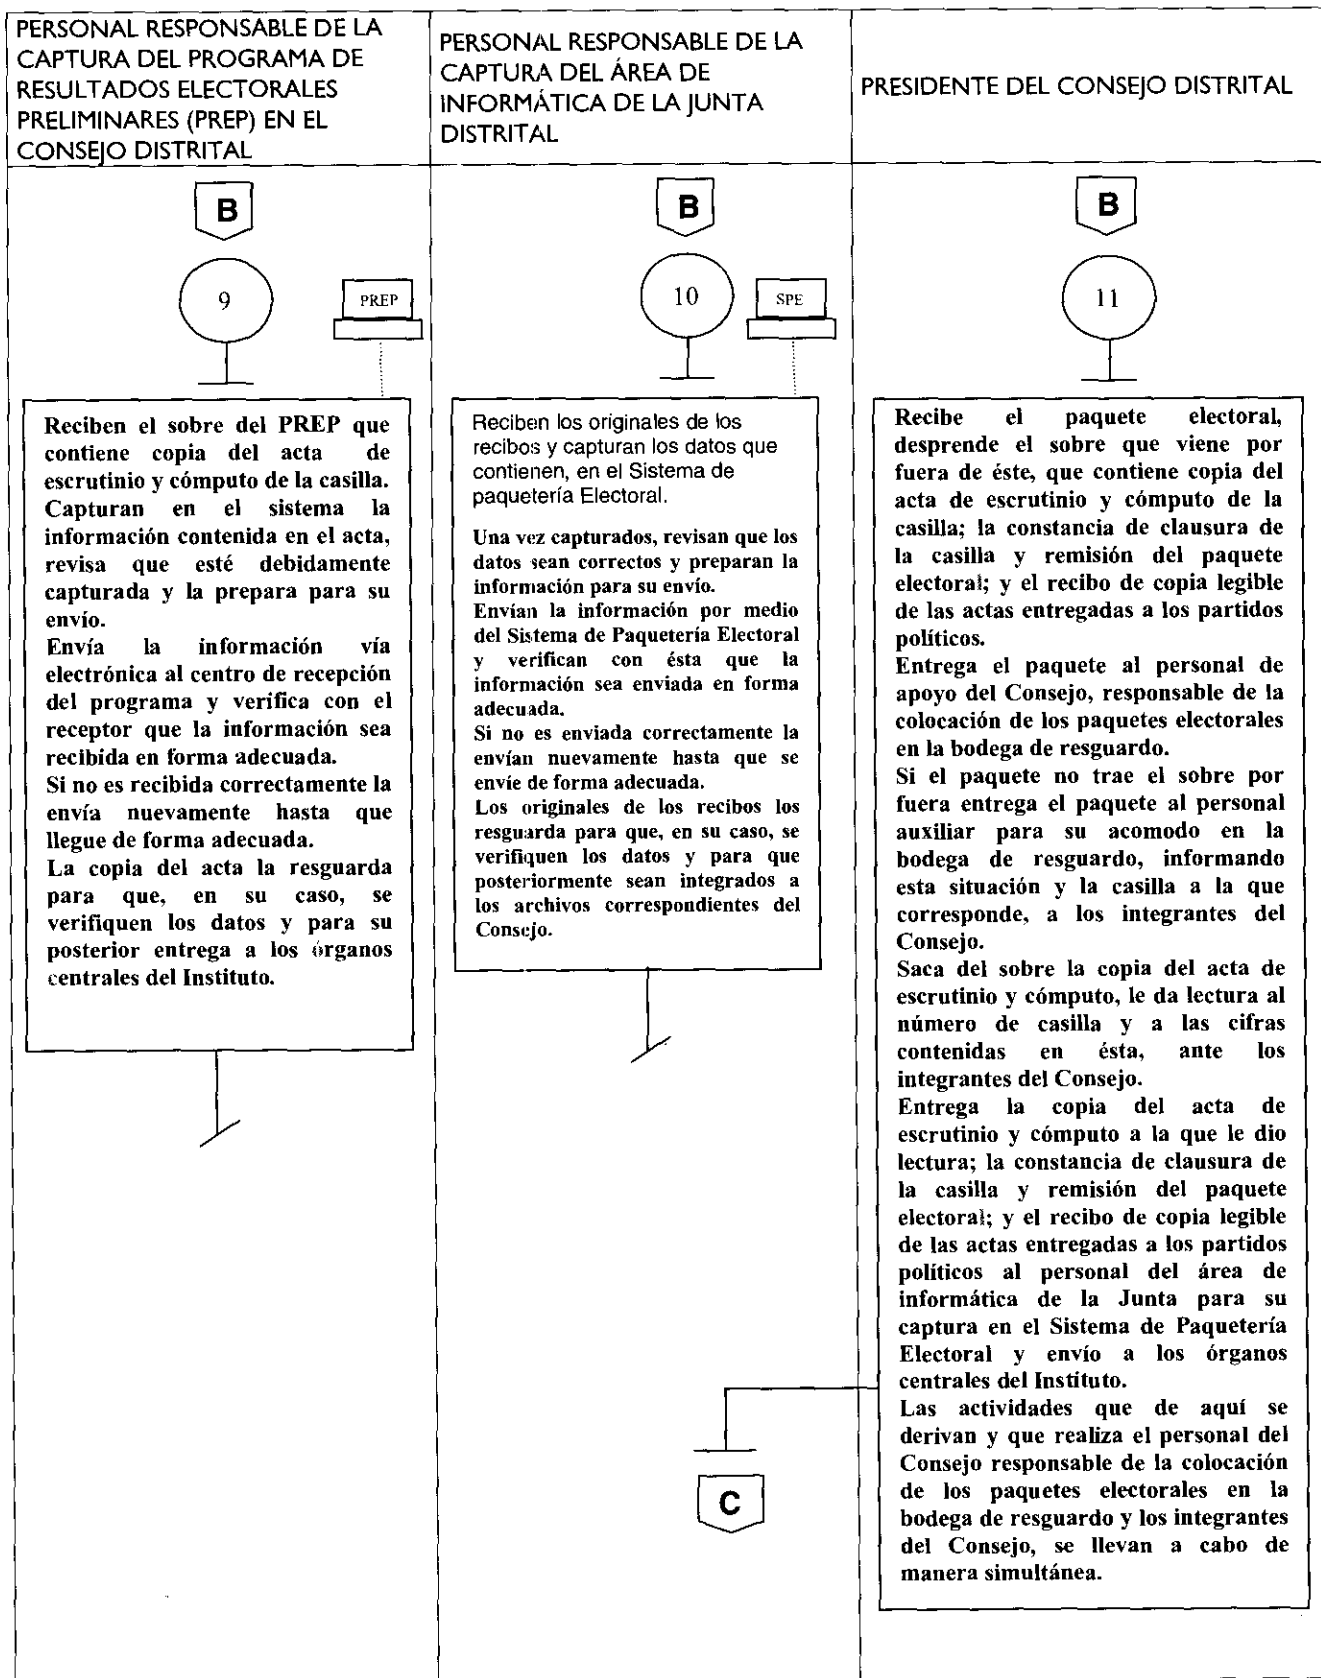 PERSONAL RESPONSABLE DE LA
CAPTURA DEL PROGRAMA DE
RESULTADOS ELECTORALES
PRELIMINARES (PREP) EN EL
CONSEJO DISTRITAL
PERSONAL RESPONSABLE DE LA
CAPTURA DEL ÁREA DE
INFORMÁTICA DE LA JUNTA
DISTRITAL
PRESIDENTE DEL CONSEJO DISTRITAL
B
9
PREP
Reciben el sobre del PREP que
contiene copia del acta de
escrutinio y cómputo de la casilla.
Capturan en el sistema la
información contenida en el acta,
revisa que esté debidamente
capturada y la prepara para su
envío.
Envía la información vía
electrónica al centro de recepción
del programa y verifica con el
receptor que la información sea
recibida en forma adecuada.
Si no es recibida correctamente la
envía nuevamente hasta que
llegue de forma adecuada.
La copia del acta la resguarda
para que, en su caso, se
verifiquen los datos y para su
posterior entrega a los órganos
centrales del Instituto.
B
10
SPE
Reciben los originales de los
recibos y capturan los datos que
contienen, en el Sistema de
paquetería Electoral.
Una vez capturados, revisan que los
datos sean correctos y preparan la
información para su envío.
Envían la información por medio
del Sistema de Paquetería Electoral
y verifican con ésta que la
información sea enviada en forma
adecuada.
Si no es enviada correctamente la
envían nuevamente hasta que se
envíe de forma adecuada.
Los originales de los recibos los
resguarda para que, en su caso, se
verifiquen los datos y para que
posteriormente sean integrados a
los archivos correspondientes del
Consejo.
B
11
Recibe el paquete electoral,
desprende el sobre que viene por
fuera de éste, que contiene copia del
acta de escrutinio y cómputo de la
casilla; la constancia de clausura de
la casilla y remisión del paquete
electoral; y el recibo de copia legible
de las actas entregadas a los partidos
políticos.
Entrega el paquete al personal de
apoyo del Consejo, responsable de la
colocación de los paquetes electorales
en la bodega de resguardo.
Si el paquete no trae el sobre por
fuera entrega el paquete al personal
auxiliar para su acomodo en la
bodega de resguardo, informando
esta situación y la casilla a la que
corresponde, a los integrantes del
Consejo.
Saca del sobre la copia del acta de
escrutinio y cómputo, le da lectura al
número de casilla y a las cifras
contenidas en ésta, ante los
integrantes del Consejo.
Entrega la copia del acta de
escrutinio y cómputo a la que le dio
lectura; la constancia de clausura de
la casilla y remisión del paquete
electoral; y el recibo de copia legible
de las actas entregadas a los partidos
políticos al personal del área de
informática de la Junta para su
captura en el Sistema de Paquetería
Electoral y envío a los órganos
centrales del Instituto.
Las actividades que de aquí se
derivan y que realiza el personal del
Consejo responsable de la colocación
de los paquetes electorales en la
bodega de resguardo y los integrantes
del Consejo, se llevan a cabo de
manera simultánea.
C